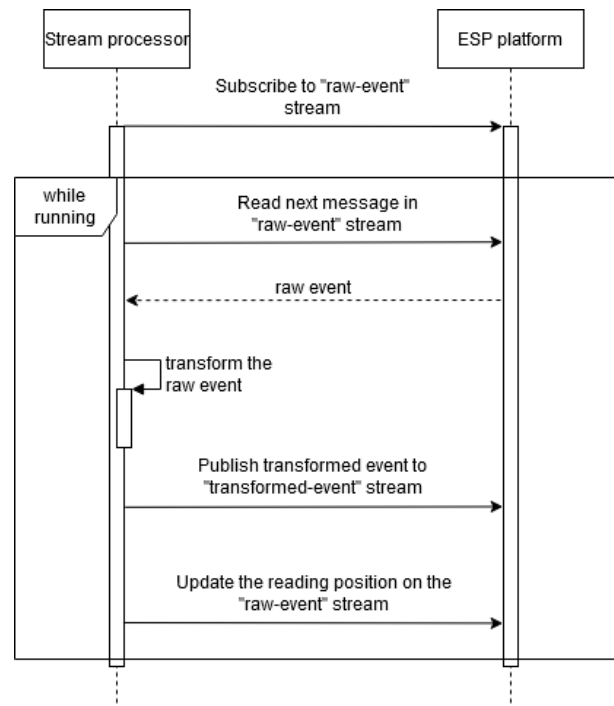 Stream processor
ESP platform
Subscribe to "raw-event"
stream
while
running
Read next message in
"raw-event" stream
raw event
transform the
raw event
Publish transformed event to
"transformed-event" stream
Update the reading position on the
"raw-event" stream